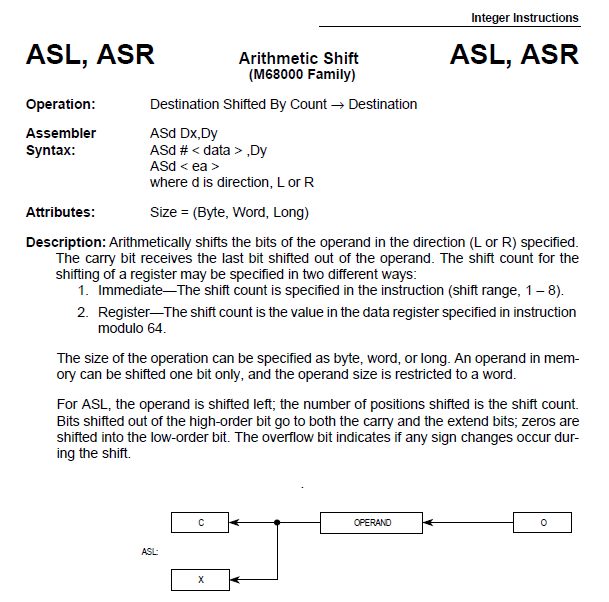 Integer Instructions
ASL, ASR Arithmetic Shift ASL, ASR
(M68000 Family)
Operation: Destination Shifted By Count → Destination
Assembler ASd Dx,Dy
Syntax: ASd # < data > ,Dy
ASd < ea >
where d is direction, L or R
Attributes: Size = (Byte, Word, Long)
Description: Arithmetically shifts the bits of the operand in the direction (L or R) specified.
The carry bit receives the last bit shifted out of the operand. The shift count for the
shifting of a register may be specified in two different ways:
1. Immediate—The shift count is specified in the instruction (shift range, 1 – 8).
2. Register—The shift count is the value in the data register specified in instruction
modulo 64.
The size of the operation can be specified as byte, word, or long. An operand in mem-
ory can be shifted one bit only, and the operand size is restricted to a word.
For ASL, the operand is shifted left; the number of positions shifted is the shift count.
Bits shifted out of the high-order bit go to both the carry and the extend bits; zeros are
shifted into the low-order bit. The overflow bit indicates if any sign changes occur dur-
ing the shift.
.
C OPERAND O
ASL:
X